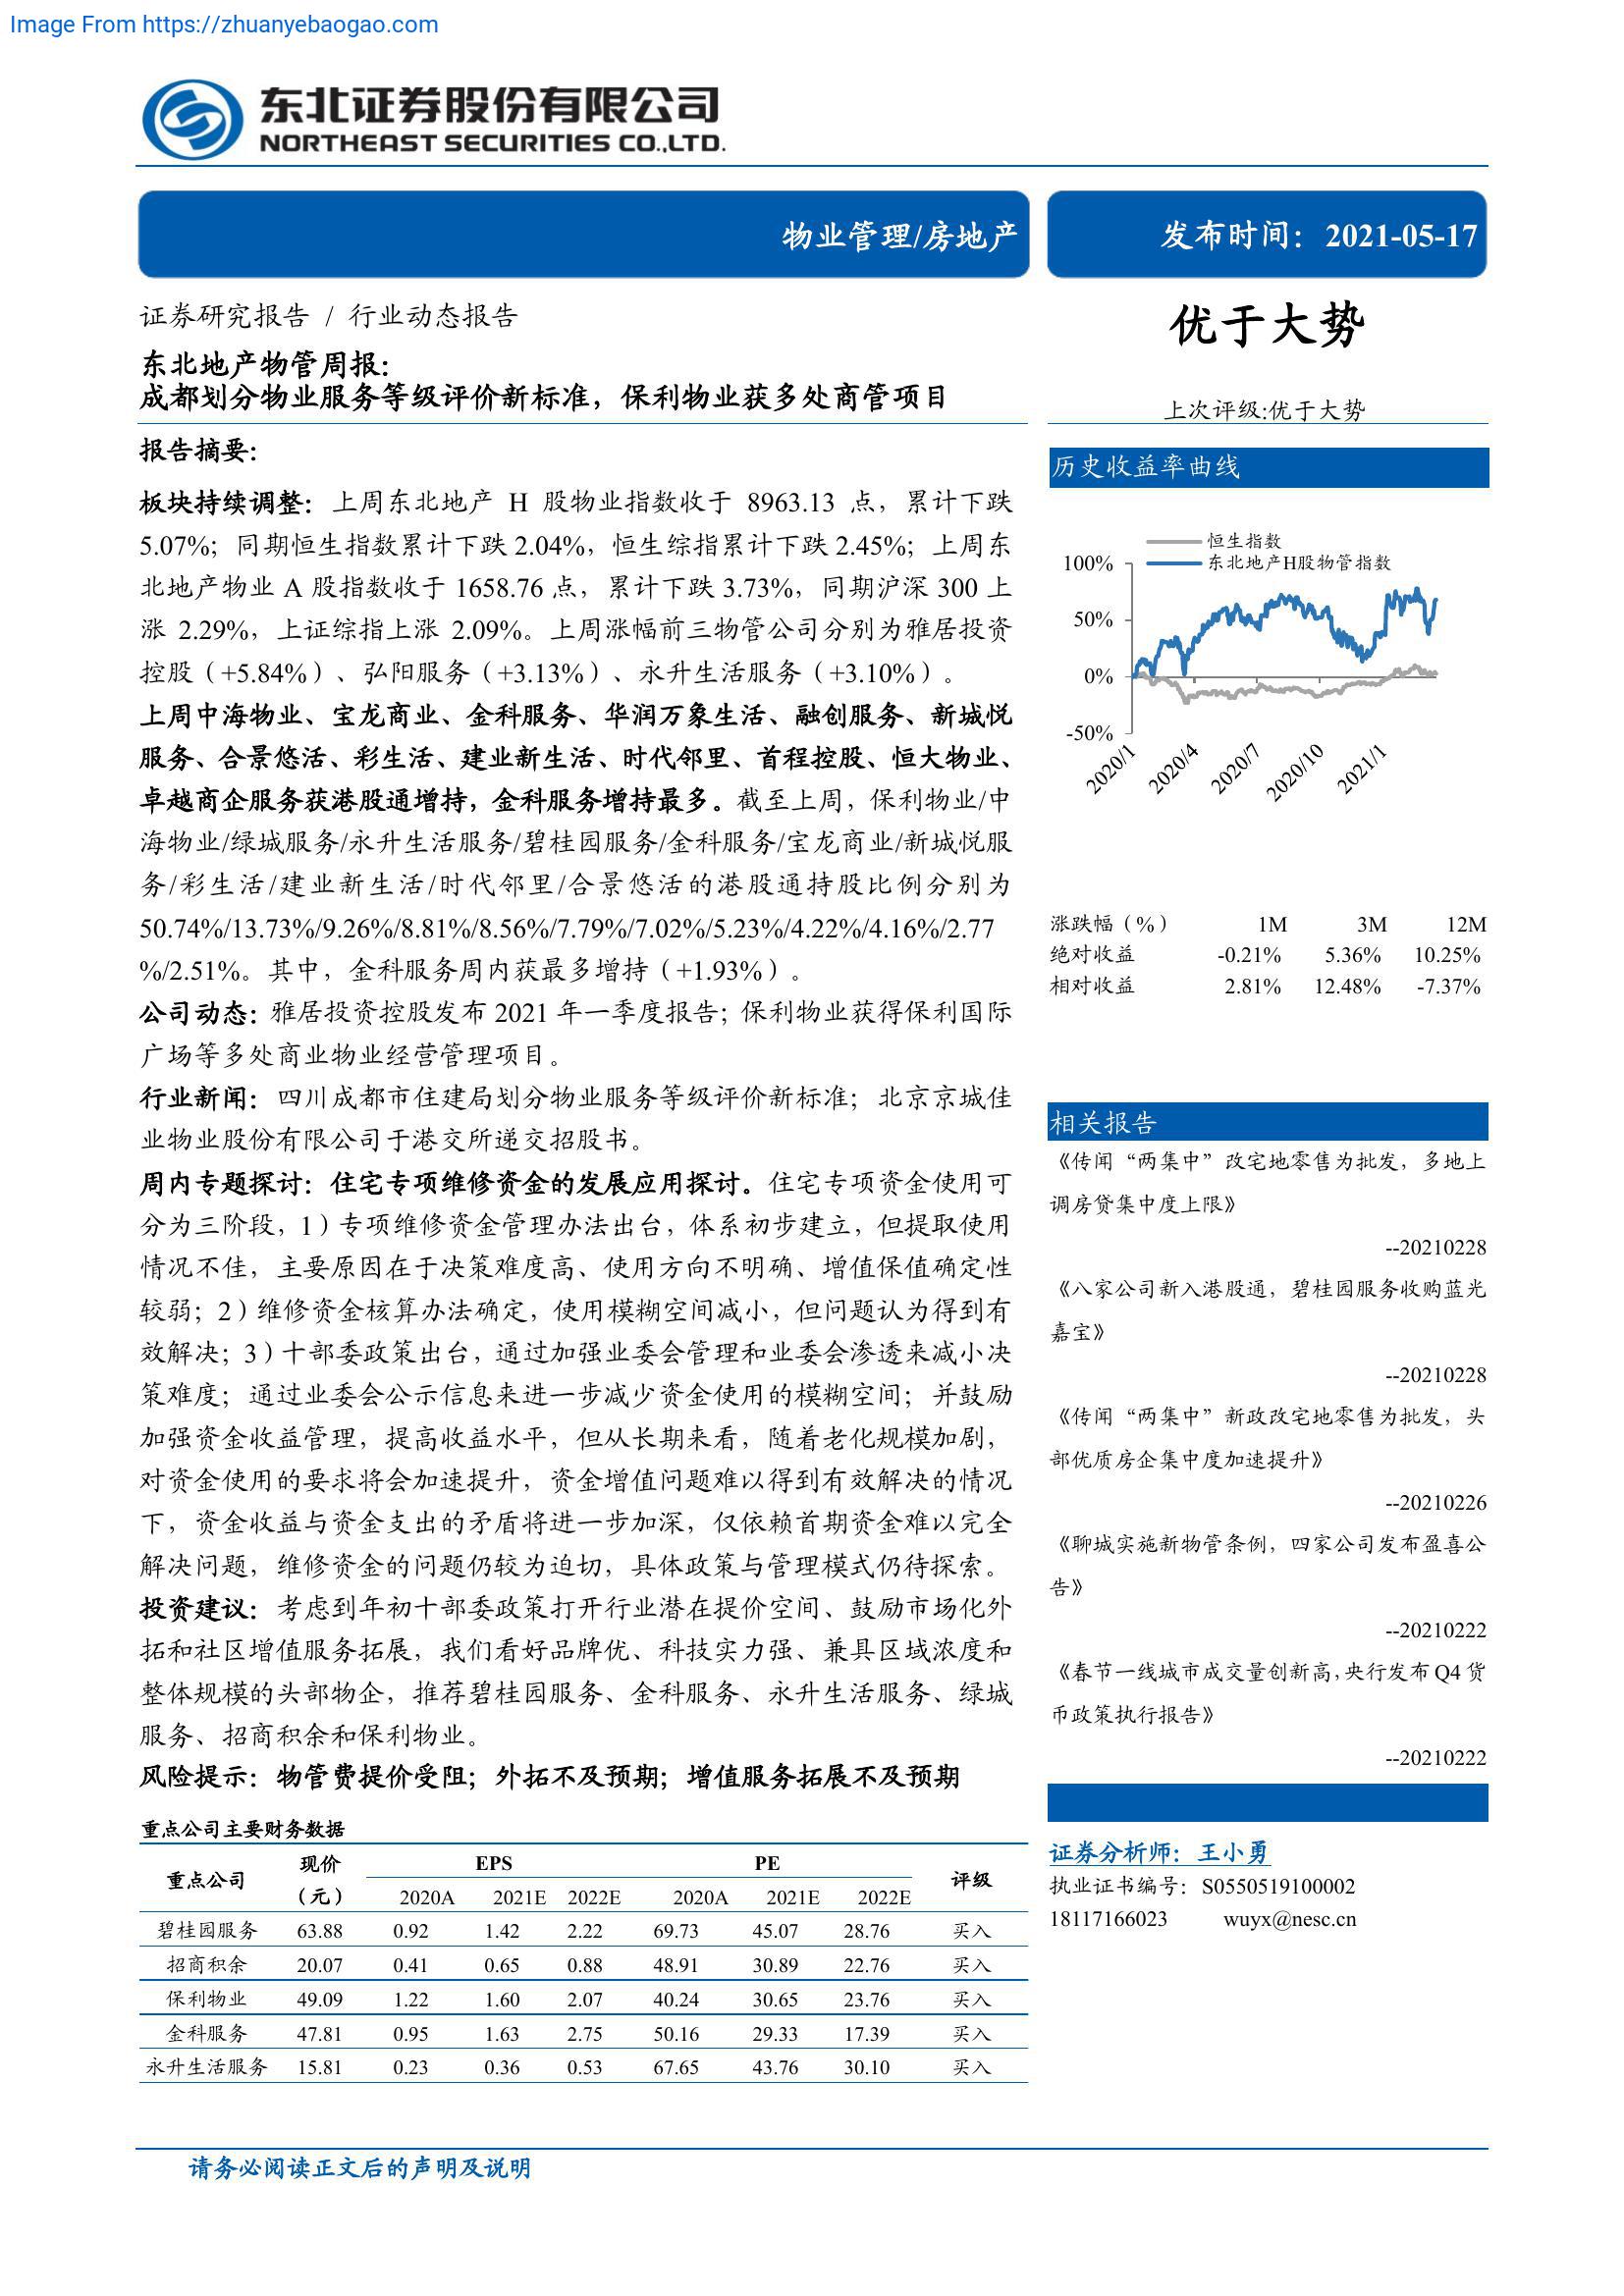 Image From https://zhuanyebaogao.com
东北证券股份有限公司
NORTHEAST SECURITIES CO.,LTD.
物业管理/房地产
发布时间：2021-05-17
证券研究报告 / 行业动态报告
东北地产物管周报：
成都划分物业服务等级评价新标准，保利物业获多处商管项目
报告摘要：
板块持续调整：上周东北地产 H 股物业指数收于 8963.13 点，累计下跌
5.07%；同期恒生指数累计下跌 2.04%，恒生综指累计下跌 2.45%；上周东
北地产物业 A 股指数收于 1658.76 点，累计下跌 3.73%，同期沪深 300 上
涨 2.29%，上证综指上涨 2.09%。上周涨幅前三物管公司分别为雅居投资
控股（+5.84%）、弘阳服务（+3.13%）、永升生活服务（+3.10%）。
上周中海物业、宝龙商业、金科服务、华润万象生活、融创服务、新城悦
服务、合景悠活、彩生活、建业新生活、时代邻里、首程控股、恒大物业、
卓越商企服务获港股通增持，金科服务增持最多。截至上周，保利物业/中
海物业/绿城服务/永升生活服务/碧桂园服务/金科服务/宝龙商业/新城悦服
务/彩生活/建业新生活/时代邻里/合景悠活的港股通持股比例分别为
50.74%/13.73%/9.26%/8.81%/8.56%/7.79%/7.02%/5.23%/4.22%/4.16%/2.77
%/2.51%。其中，金科服务周内获最多增持（+1.93%）。
公司动态：雅居投资控股发布 2021 年一季度报告；保利物业获得保利国际
广场等多处商业物业经营管理项目。
行业新闻：四川成都市住建局划分物业服务等级评价新标准；北京京城佳
业物业股份有限公司于港交所递交招股书。
周内专题探讨：住宅专项维修资金的发展应用探讨。住宅专项资金使用可
分为三阶段，1）专项维修资金管理办法出台，体系初步建立，但提取使用
情况不佳，主要原因在于决策难度高、使用方向不明确、增值保值确定性
较弱；2）维修资金核算办法确定，使用模糊空间减小，但问题认为得到有
效解决；3）十部委政策出台，通过加强业委会管理和业委会渗透来减小决
策难度；通过业委会公示信息来进一步减少资金使用的模糊空间；并鼓励
加强资金收益管理，提高收益水平，但从长期来看，随着老化规模加剧，
对资金使用的要求将会加速提升，资金增值问题难以得到有效解决的情况
下，资金收益与资金支出的矛盾将进一步加深，仅依赖首期资金难以完全
解决问题，维修资金的问题仍较为迫切，具体政策与管理模式仍待探索。
投资建议：考虑到年初十部委政策打开行业潜在提价空间、鼓励市场化外
拓和社区增值服务拓展，我们看好品牌优、科技实力强、兼具区域浓度和
整体规模的头部物企，推荐碧桂园服务、金科服务、永升生活服务、绿城
服务、招商积余和保利物业。
风险提示：物管费提价受阻；外拓不及预期；增值服务拓展不及预期
重点公司主要财务数据
重点公司 现价（元） EPS PE 评级
2020A 2021E 2022E 2020A 2021E 2022E
碧桂园服务 63.88 0.92 1.42 2.22 69.73 45.07 28.76 买入
招商积余 20.07 0.41 0.65 0.88 48.91 30.89 22.76 买入
保利物业 49.09 1.22 1.60 2.07 40.24 30.65 23.76 买入
金科服务 47.81 0.95 1.63 2.75 50.16 29.33 17.39 买入
永升生活服务 15.81 0.23 0.36 0.53 67.65 43.76 30.10 买入
优于大势
上次评级:优于大势
历史收益率曲线
恒生指数
东北地产H股物管指数
100%
50%
0%
-50%
2020/1 2020/4 2020/7 2020/10 2021/1
涨跌幅（%） 1M 3M 12M
绝对收益 -0.21% 5.36% 10.25%
相对收益 2.81% 12.48% -7.37%
相关报告
《传闻“两集中”改宅地零售为批发，多地上
调房贷集中度上限》
--20210228
《八家公司新入港股通，碧桂园服务收购蓝光
嘉宝》
--20210228
《传闻“两集中”新政改宅地零售为批发，头
部优质房企集中度加速提升》
--20210226
《聊城实施新物管条例，四家公司发布盈喜公
告》
--20210222
《春节一线城市成交量创新高,央行发布 Q4 货
币政策执行报告》
--20210222
证券分析师：王小勇
执业证书编号：S0550519100002
18117166023 wuyx@nesc.cn
请务必阅读正文后的声明及说明